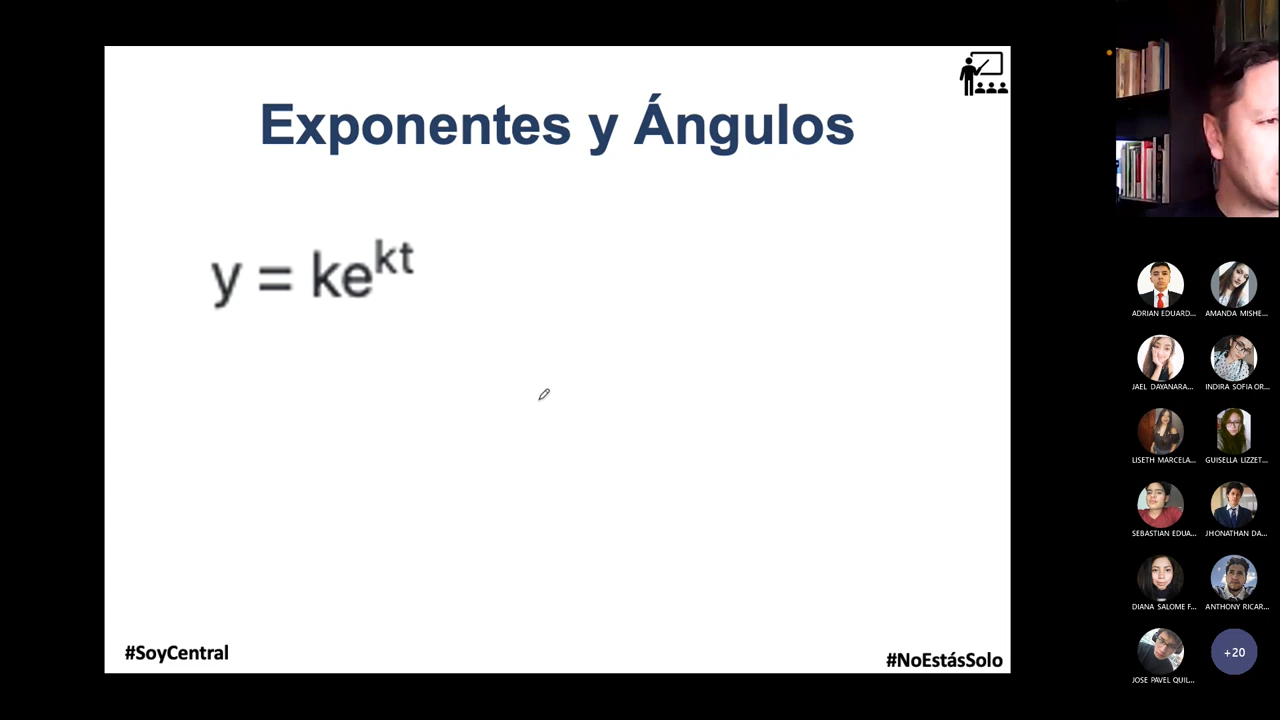 Exponentes y Ángulos
y = ke^kt
#SoyCentral
#NoEstásSolo
ADRIAN EDUARD...
AMANDA MISHE...
JAEL DAYANARA...
INDIRA SOFIA OR...
LISETH MARCELA...
GUISELLA LIZZET...
SEBASTIAN EDUA...
JHONATHAN DA...
DIANA SALOME F...
ANTHONY RICAR...
JOSE PAVEL QUIL...
+20